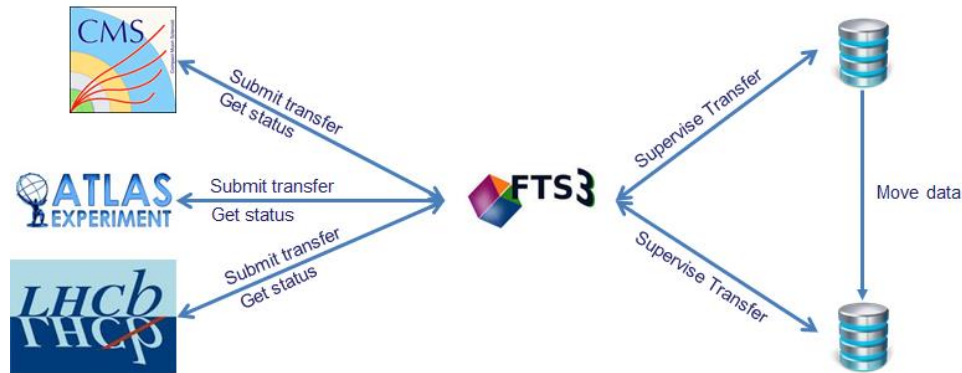 CMS
Submit transfer
Get status
ATLAS
EXPERIMENT
Submit transfer
Get status
LHCb
Submit transfer
Get status
FTS3
Supervise Transfer
Supervise Transfer
Move data